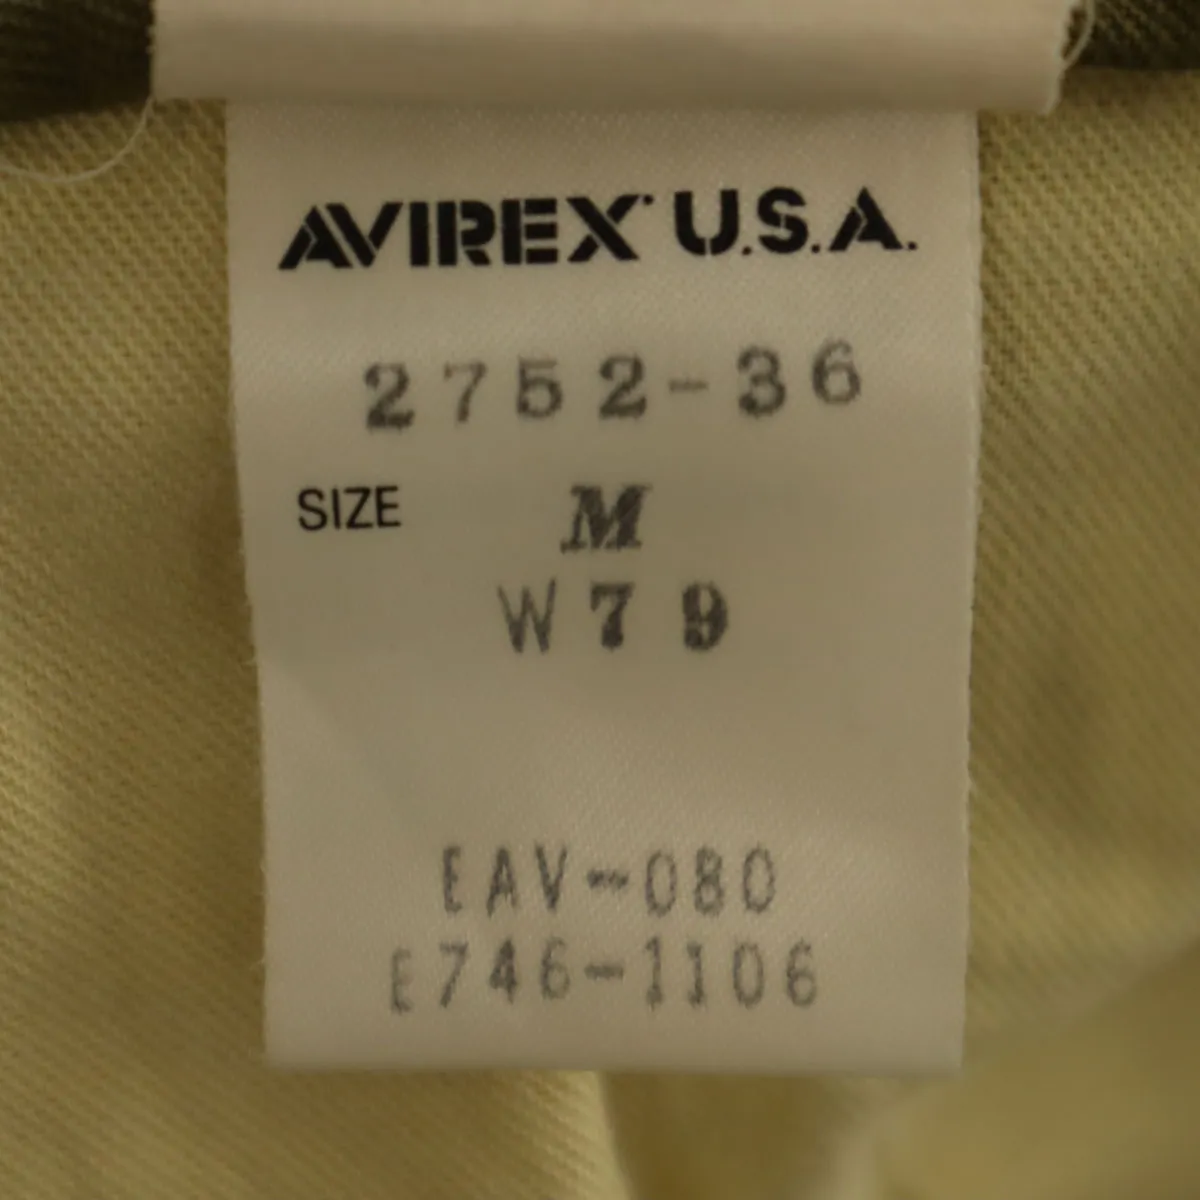 AVIREX U.S.A.
2752-36
SIZE M
W79
EAV-080
E746-1106